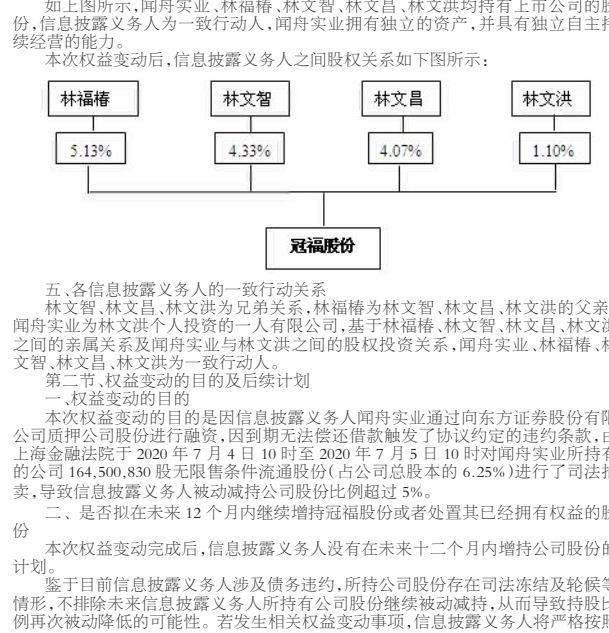 如上图所示,闻舟实业、林福椿、林文智、林文昌、林文洪均持有上市公司的股
份,信息披露义务人为一致行动人,闻舟实业拥有独立的资产,并具有独立自主持
续经营的能力。
本次权益变动后,信息披露义务人之间股权关系如下图所示:
林福椿 林文智 林文昌 林文洪
5.13% 4.33% 4.07% 1.10%
冠福股份
五、各信息披露义务人的一致行动关系
林文智、林文昌、林文洪为兄弟关系,林福椿为林文智、林文昌、林文洪的父亲
闻舟实业为林文洪个人投资的一人有限公司,基于林福椿、林文智、林文昌、林文洪
之间的亲属关系及闻舟实业与林文洪之间的股权投资关系,闻舟实业、林福椿、林
文智、林文昌、林文洪为一致行动人。
第二节、权益变动的目的及后续计划
一、权益变动的目的
本次权益变动的目的是因信息披露义务人闻舟实业通过向东方证券股份有限
公司质押公司股份进行融资,因到期无法偿还借款触发了协议约定的违约条款,由
上海金融法院于 2020 年 7 月 4 日 10 时至 2020 年 7 月 5 日 10 时对闻舟实业所持有
的公司 164,500,830 股无限售条件流通股份(占公司总股本的 6.25%)进行了司法拍
卖,导致信息披露义务人被动减持公司股份比例超过 5%。
二、是否拟在未来 12 个月内继续增持冠福股份或者处置其已经拥有权益的股
份
本次权益变动完成后,信息披露义务人没有在未来十二个月内增持公司股份的
计划。
鉴于目前信息披露义务人涉及债务违约,所持公司股份存在司法冻结及轮候等
情形,不排除未来信息披露义务人所持有公司股份继续被动减持,从而导致持股比
例再次被动降低的可能性。若发生相关权益变动事项,信息披露义务人将严格按照